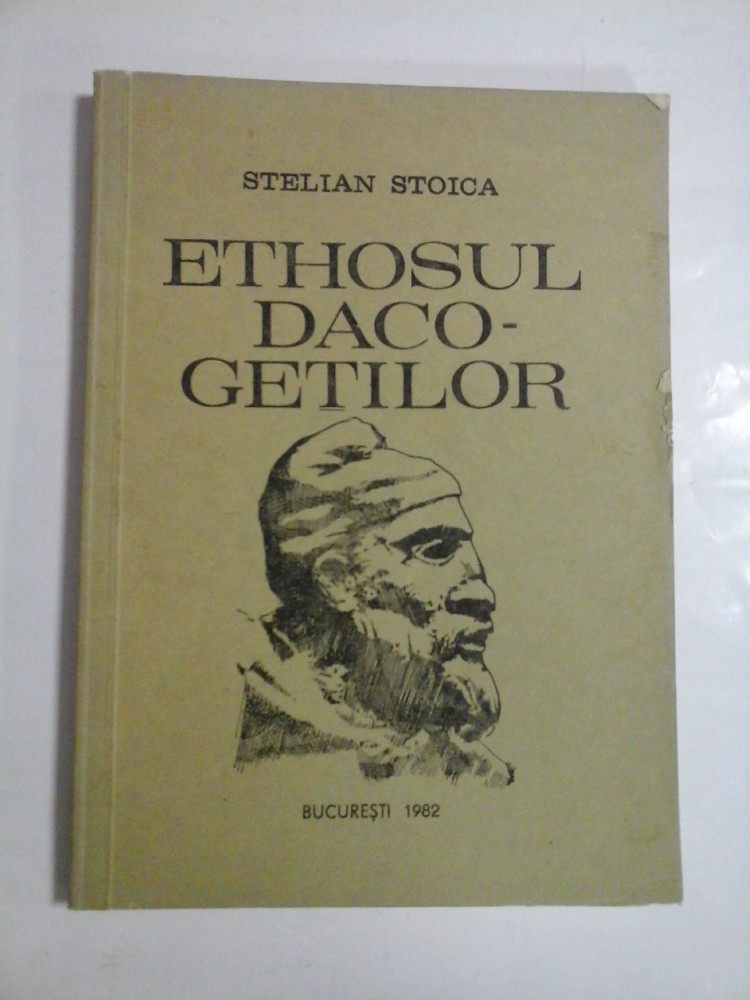 STELIAN STOICA
ETHOSUL
DACO-
GEȚILOR
BUCUREȘTI 1982